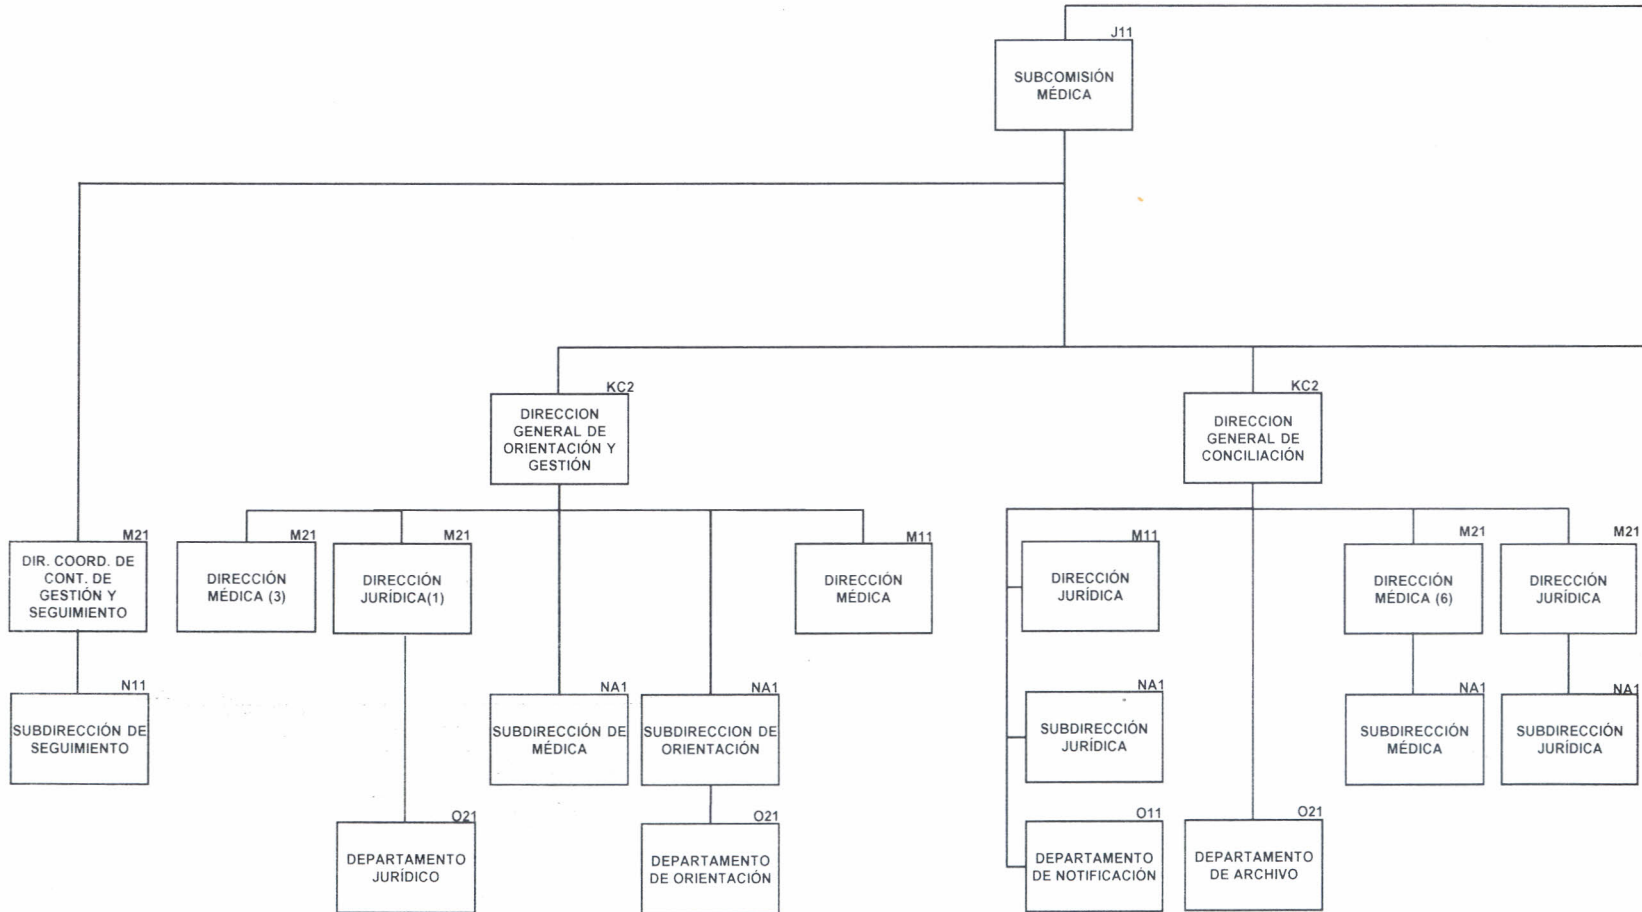 J11
SUBCOMISIÓN
MÉDICA
KC2
DIRECCION
GENERAL DE
ORIENTACIÓN Y
GESTIÓN
KC2
DIRECCION
GENERAL DE
CONCILIACIÓN
M21
DIR. COORD. DE
CONT. DE
GESTIÓN Y
SEGUIMIENTO
M21
DIRECCIÓN
MÉDICA (3)
M21
DIRECCIÓN
JURÍDICA(1)
M11
DIRECCIÓN
MÉDICA
M11
DIRECCIÓN
JURÍDICA
M21
DIRECCIÓN
MÉDICA (6)
M21
DIRECCIÓN
JURÍDICA
N11
SUBDIRECCIÓN DE
SEGUIMIENTO
NA1
SUBDIRECCIÓN DE
MÉDICA
NA1
SUBDIRECCION DE
ORIENTACIÓN
NA1
SUBDIRECCIÓN
JURÍDICA
NA1
SUBDIRECCIÓN
MÉDICA
NA1
SUBDIRECCIÓN
JURÍDICA
O21
DEPARTAMENTO
JURÍDICO
O21
DEPARTAMENTO
DE ORIENTACIÓN
O11
DEPARTAMENTO
DE NOTIFICACIÓN
O21
DEPARTAMENTO
DE ARCHIVO